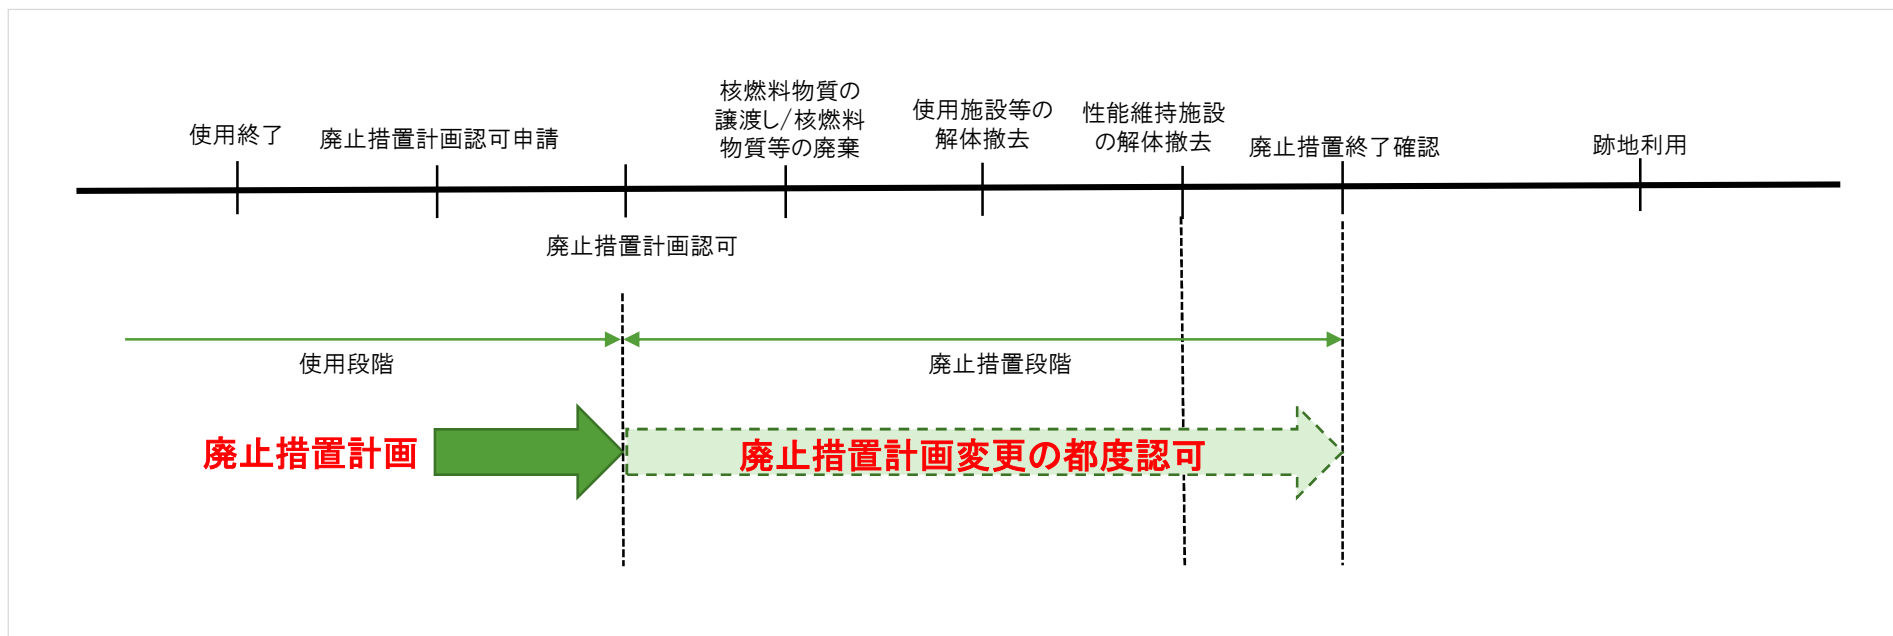 使用終了
廃止措置計画認可申請
核燃料物質の
譲渡し/核燃料
物質等の廃棄
使用施設等の
解体撤去
性能維持施設
の解体撤去
廃止措置終了確認
跡地利用
廃止措置計画認可
使用段階
廃止措置段階
廃止措置計画
廃止措置計画変更の都度認可